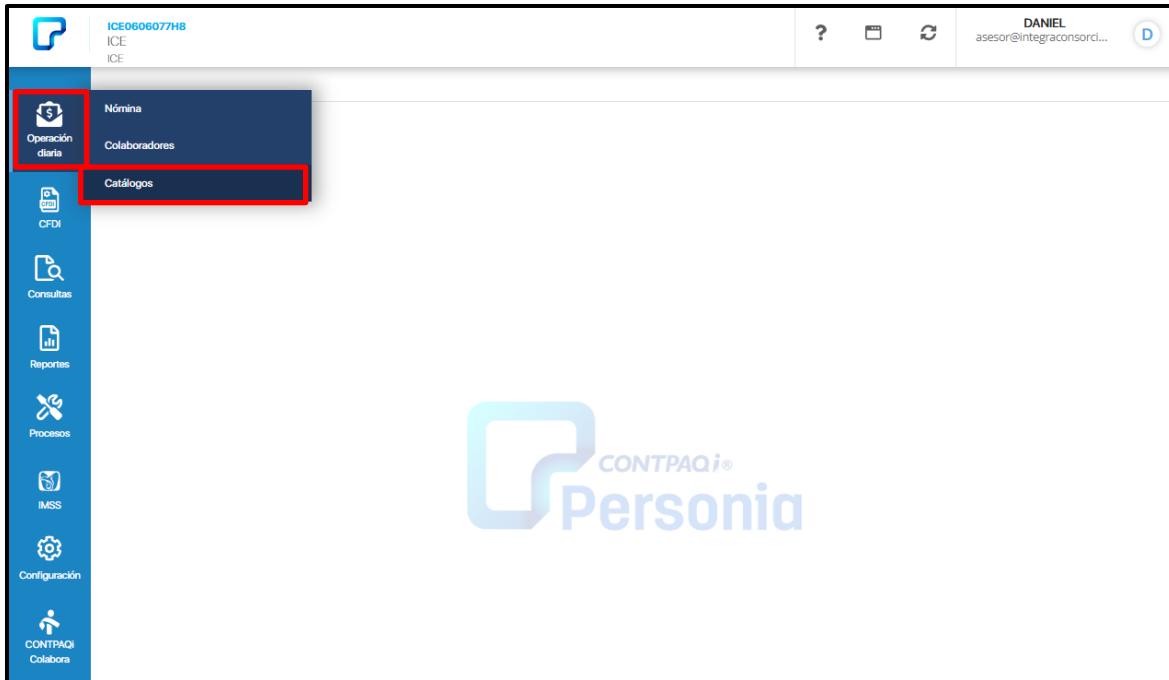 ICE0606077H8
ICE
ICE
?
DANIEL
asesor@integraconsorci...
D
Operación
diaria
Nómina
Colaboradores
Catálogos
CFDI
CFDI
Consultas
Reportes
Procesos
IMSS
Configuración
CONTPAQi
Colabora
CONTPAQi®
Personia